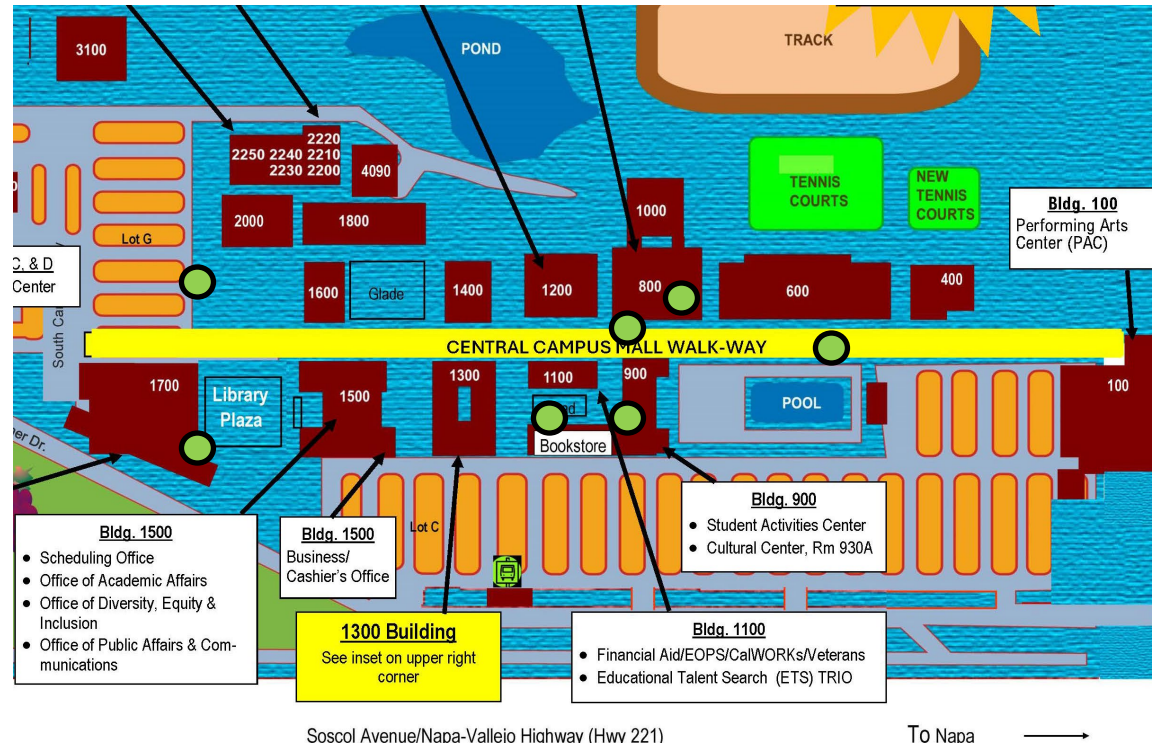 3100
POND
TRACK
2220
2250 2240 2210
2230 2200
4090
TENNIS
COURTS
NEW
TENNIS
COURTS
Bldg. 100
Performing Arts
Center (PAC)
2000
1800
1000
Lot G
C, & D
Center
1600
Glade
1400
1200
800
600
400
CENTRAL CAMPUS MALL WALK-WAY
1700
Library
Plaza
1500
1300
1100
900
POOL
100
Bookstore
Lot C
Bldg. 900
● Student Activities Center
● Cultural Center, Rm 930A
Bldg. 1500
● Scheduling Office
● Office of Academic Affairs
● Office of Diversity, Equity &
Inclusion
● Office of Public Affairs & Com-
munications
Bldg. 1500
Business/
Cashier's Office
1300 Building
See inset on upper right
corner
Bldg. 1100
● Financial Aid/EOPS/CalWORKs/Veterans
● Educational Talent Search (ETS) TRIO
Soscol Avenue/Napa-Vallejo Highway (Hwy 221)
To Napa